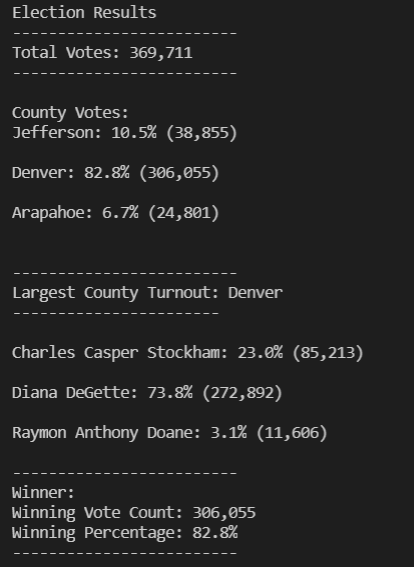 Election Results
-------------------------
Total Votes: 369,711
-------------------------
County Votes:
Jefferson: 10.5% (38,855)
Denver: 82.8% (306,055)
Arapahoe: 6.7% (24,801)
-------------------------
Largest County Turnout: Denver
-----------------------
Charles Casper Stockham: 23.0% (85,213)
Diana DeGette: 73.8% (272,892)
Raymon Anthony Doane: 3.1% (11,606)
-------------------------
Winner:
Winning Vote Count: 306,055
Winning Percentage: 82.8%
-------------------------